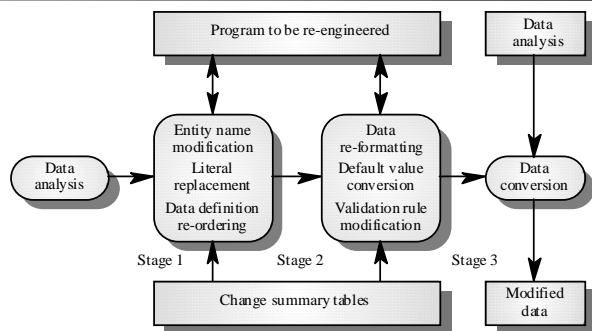 Program to be re-engineered
Data
analysis
Data
analysis
Entity name
modification
Literal
replacement
Data definition
re-ordering
Data
re-formatting
Default value
conversion
Validation rule
modification
Data
conversion
Stage 1
Stage 2
Stage 3
Change summary tables
Modified
data